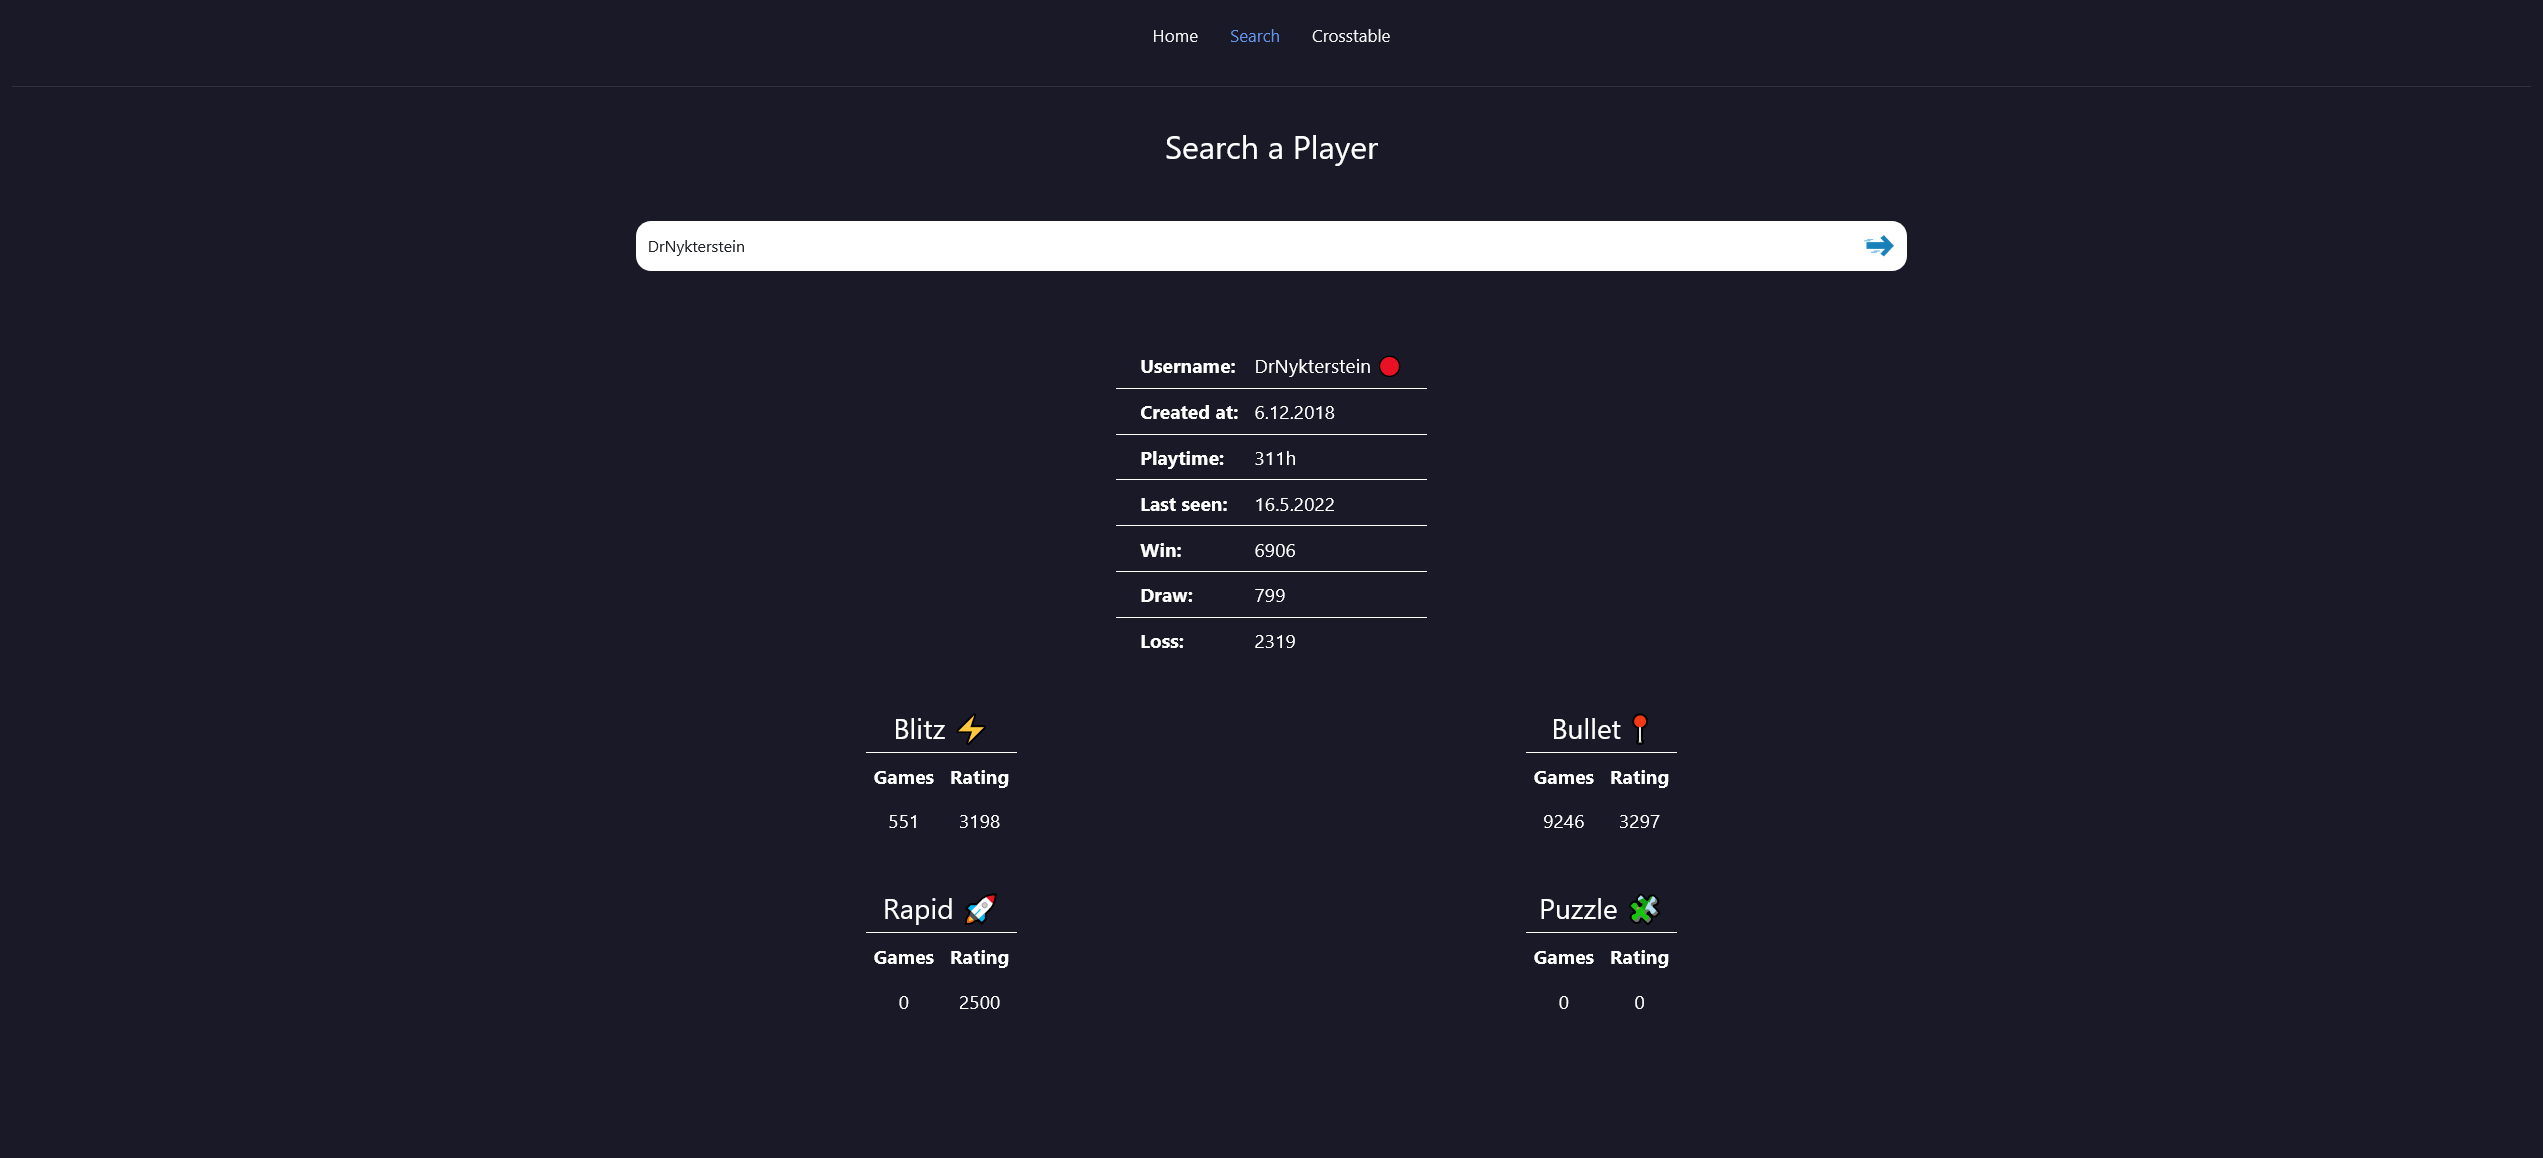 Home Search Crosstable
Search a Player
DrNykterstein
Username: DrNykterstein
Created at: 6.12.2018
Playtime: 311h
Last seen: 16.5.2022
Win: 6906
Draw: 799
Loss: 2319
Blitz
Games Rating
551 3198
Bullet
Games Rating
9246 3297
Rapid
Games Rating
0 2500
Puzzle
Games Rating
0 0